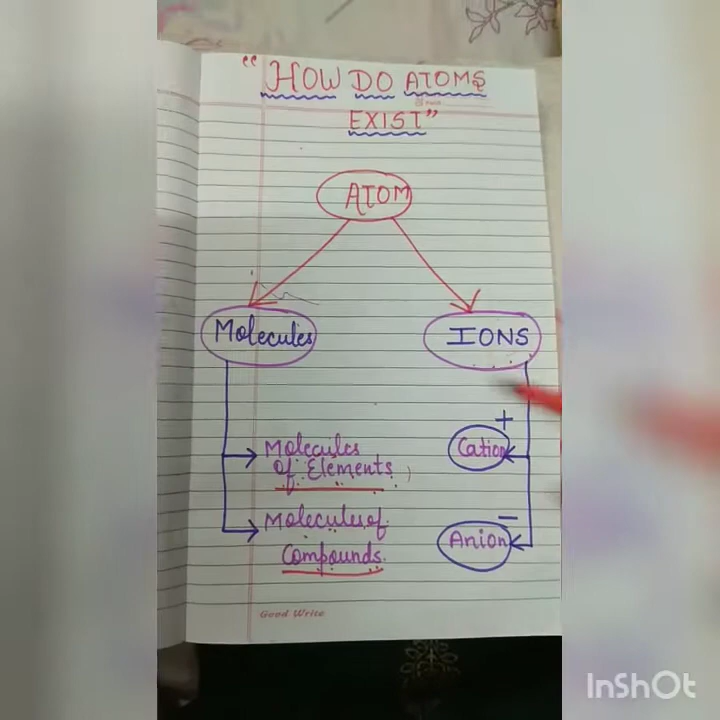 "HOW DO ATOMS
EXIST"
ATOM
Molecules
IONS
Molecules
of Elements
Molecules of
Compounds.
+
Cation
−
Anion
Good Write
InShOt